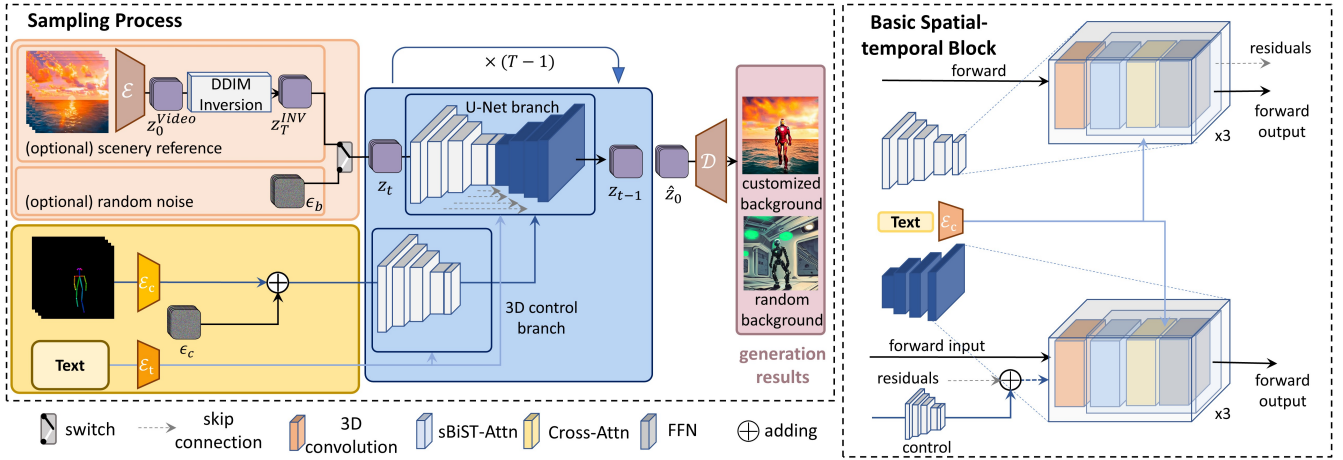 Sampling Process
× (T − 1)
ℰ
DDIM
Inversion
z_0^Video
z_T^INV
(optional) scenery reference
(optional) random noise
ϵ_b
z_t
U-Net branch
z_{t−1}
ẑ_0
𝒟
customized
background
random
background
generation
results
ℰ_c
ϵ_c
3D control
branch
Text
ℰ_t
switch
skip
connection
3D
convolution
sBiST-Attn
Cross-Attn
FFN
adding
Basic Spatial-
temporal Block
forward
residuals
forward
output
x3
Text
ℰ_c
forward input
residuals
control
forward
output
x3